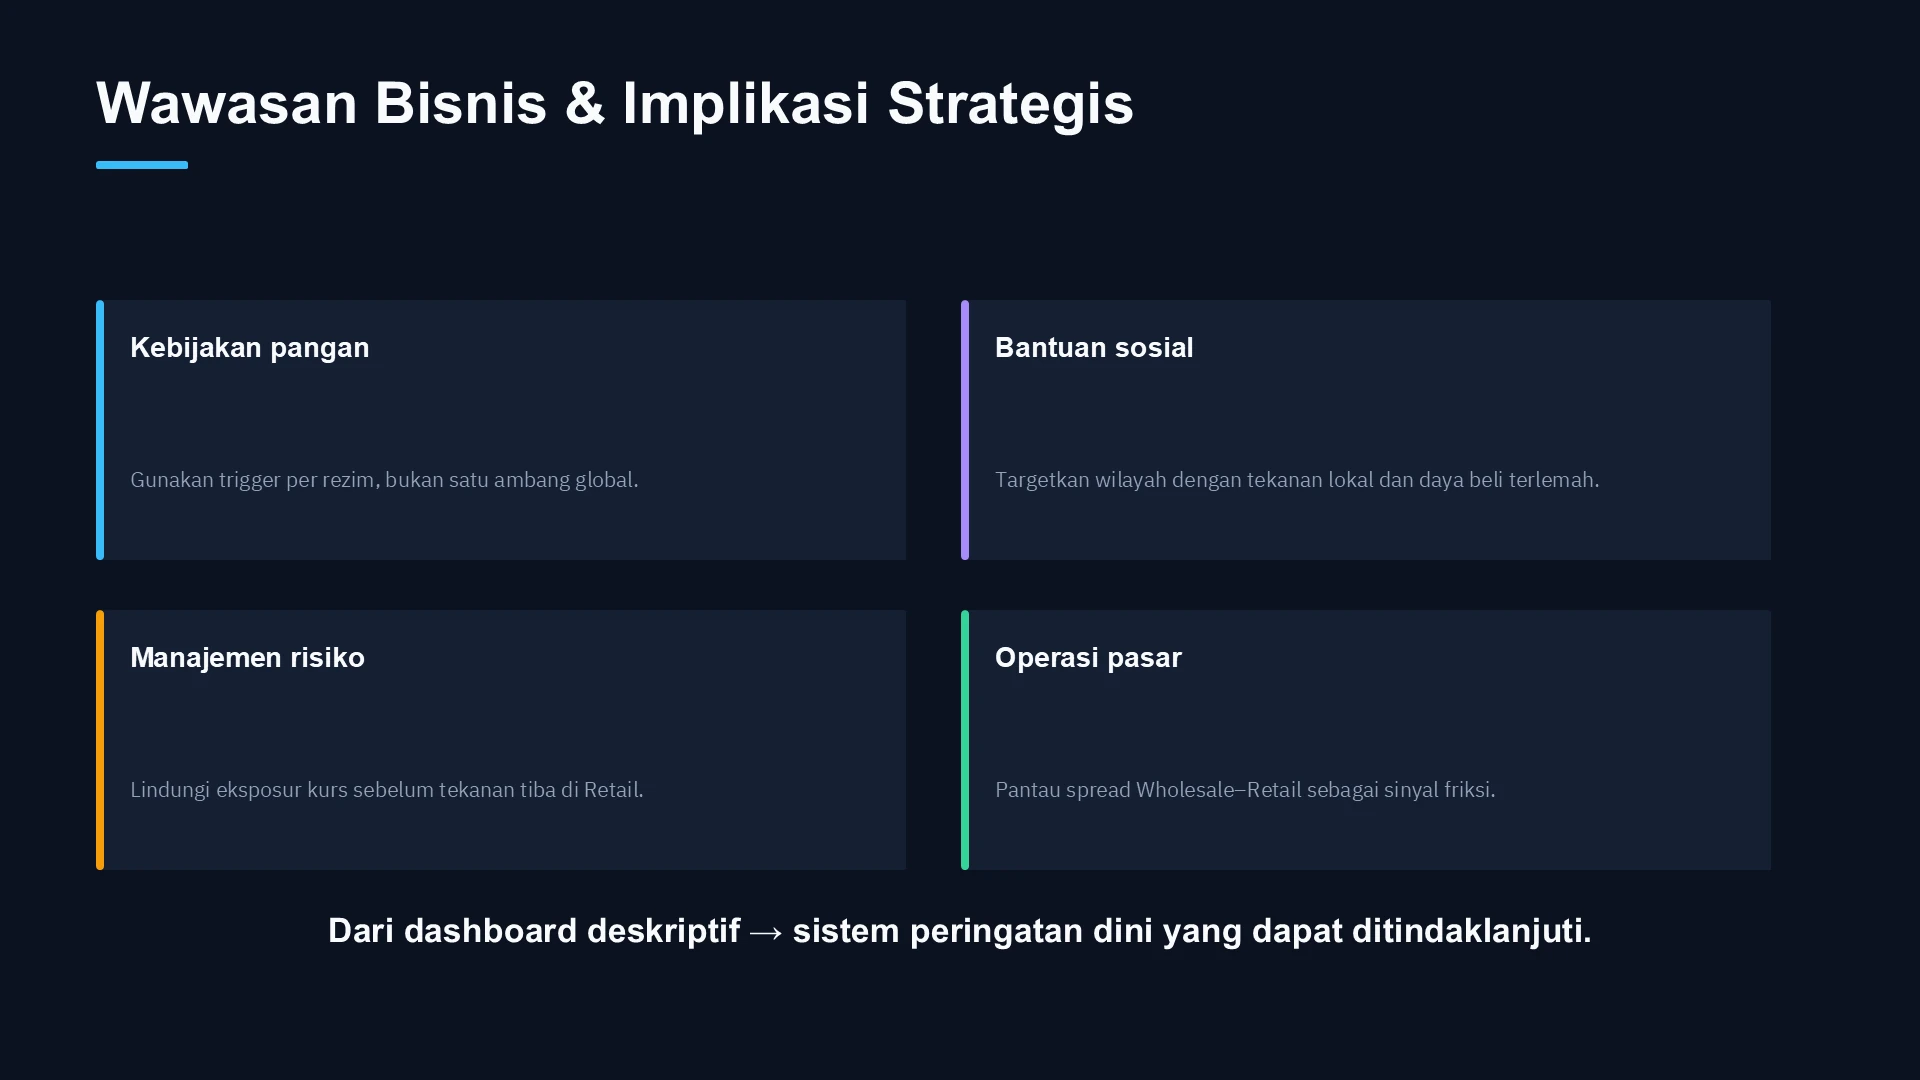 Wawasan Bisnis & Implikasi Strategis
Kebijakan pangan
Gunakan trigger per rezim, bukan satu ambang global.
Bantuan sosial
Targetkan wilayah dengan tekanan lokal dan daya beli terlemah.
Manajemen risiko
Lindungi eksposur kurs sebelum tekanan tiba di Retail.
Operasi pasar
Pantau spread Wholesale–Retail sebagai sinyal friksi.
Dari dashboard deskriptif → sistem peringatan dini yang dapat ditindaklanjuti.